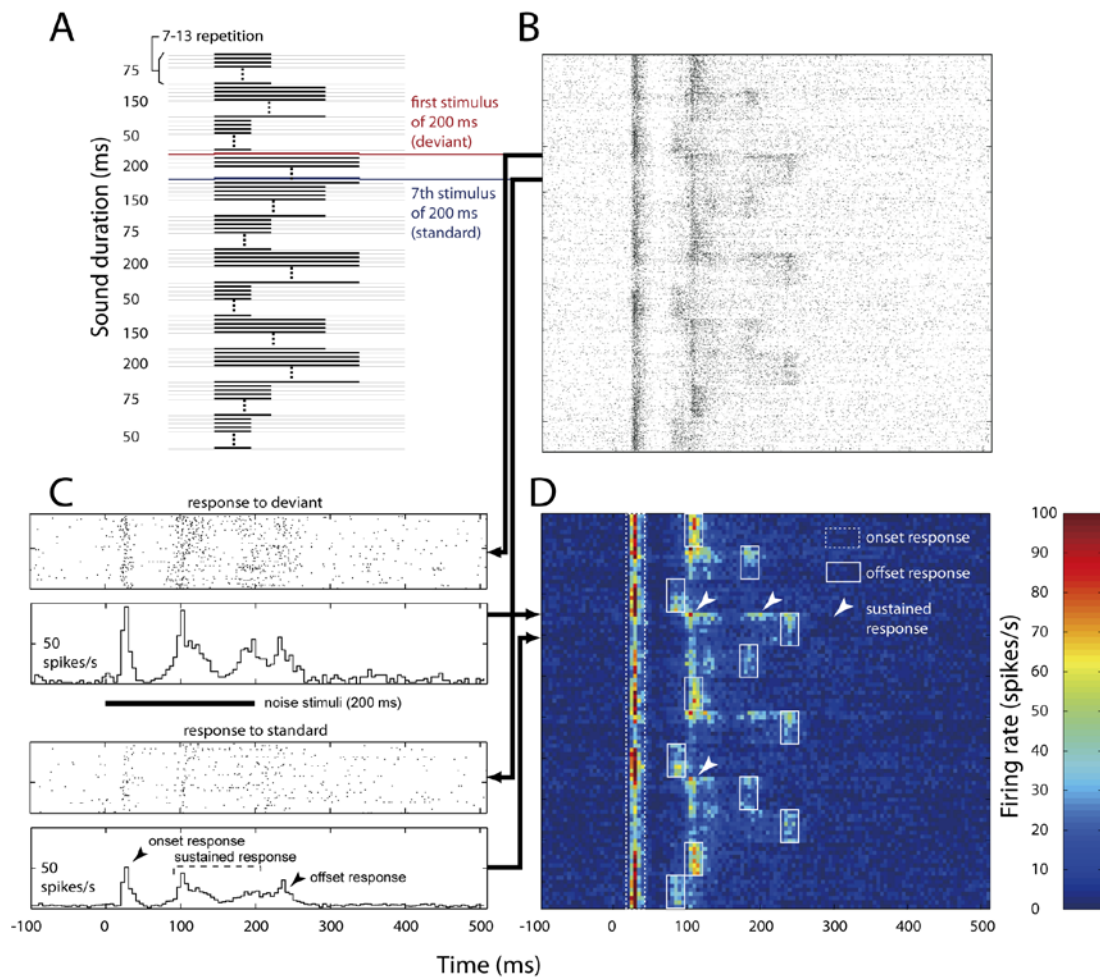 A
7-13 repetition
Sound duration (ms)
75
150
50
200
150
75
200
50
150
200
75
50
first stimulus
of 200 ms
(deviant)
7th stimulus
of 200 ms
(standard)
B
C
response to deviant
50
spikes/s
noise stimuli (200 ms)
response to standard
50
spikes/s
onset response
sustained response
offset response
-100 0 100 200 300 400 500
D
onset response
offset response
sustained
response
-100 0 100 200 300 400 500
Time (ms)
100
90
80
70
60
50
40
30
20
10
0
Firing rate (spikes/s)